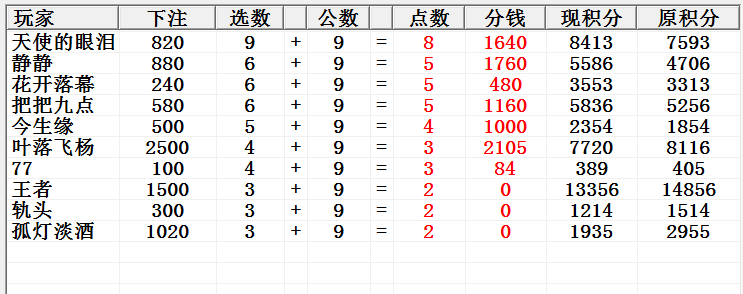 玩家 下注 选数 公数 点数 分钱 现积分 原积分
天使的眼泪 820 9 + 9 = 8 1640 8413 7593
静静 880 6 + 9 = 5 1760 5586 4706
花开落幕 240 6 + 9 = 5 480 3553 3313
把把九点 580 6 + 9 = 5 1160 5836 5256
今生缘 500 5 + 9 = 4 1000 2354 1854
叶落飞杨 2500 4 + 9 = 3 2105 7720 8116
77 100 4 + 9 = 3 84 389 405
王者 1500 3 + 9 = 2 0 13356 14856
轨头 300 3 + 9 = 2 0 1214 1514
孤灯淡酒 1020 3 + 9 = 2 0 1935 2955